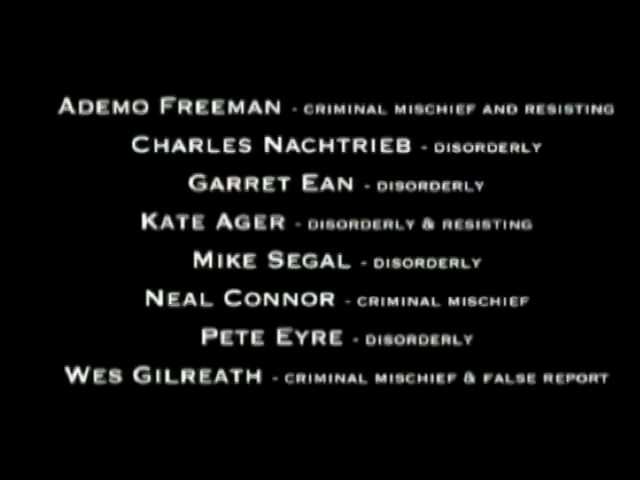 Ademo Freeman - criminal mischief and resisting
Charles Nachtrieb - disorderly
Garret Ean - disorderly
Kate Ager - disorderly & resisting
Mike Segal - disorderly
Neal Connor - criminal mischief
Pete Eyre - disorderly
Wes Gilreath - criminal mischief & false report